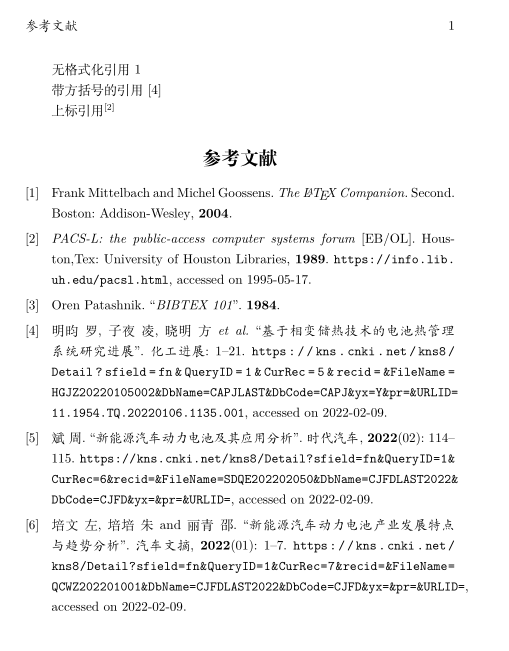 参考文献 1
无格式化引用 1
带方括号的引用 [4]
上标引用[2]
参考文献
[1] Frank Mittelbach and Michel Goossens. The LATEX Companion. Second.
Boston: Addison-Wesley, 2004.
[2] PACS-L: the public-access computer systems forum [EB/OL]. Hous-
ton,Tex: University of Houston Libraries, 1989. https://info.lib.
uh.edu/pacsl.html, accessed on 1995-05-17.
[3] Oren Patashnik. “BIBTEX 101”. 1984.
[4] 明昀 罗, 子夜 凌, 晓明 方 et al. “基于相变储热技术的电池热管理
系统研究进展”. 化工进展: 1–21. https://kns.cnki.net/kns8/
Detail?sfield=fn&QueryID=1&CurRec=5&recid=&FileName=
HGJZ20220105002&DbName=CAPJLAST&DbCode=CAPJ&yx=Y&pr=&URLID=
11.1954.TQ.20220106.1135.001, accessed on 2022-02-09.
[5] 斌 周. “新能源汽车动力电池及其应用分析”. 时代汽车, 2022(02): 114–
115. https://kns.cnki.net/kns8/Detail?sfield=fn&QueryID=1&
CurRec=6&recid=&FileName=SDQE202202050&DbName=CJFDLAST2022&
DbCode=CJFD&yx=&pr=&URLID=, accessed on 2022-02-09.
[6] 培文 左, 培培 朱 and 丽青 邵. “新能源汽车动力电池产业发展特点
与趋势分析”. 汽车文摘, 2022(01): 1–7. https://kns.cnki.net/
kns8/Detail?sfield=fn&QueryID=1&CurRec=7&recid=&FileName=
QCWZ202201001&DbName=CJFDLAST2022&DbCode=CJFD&yx=&pr=&URLID=,
accessed on 2022-02-09.